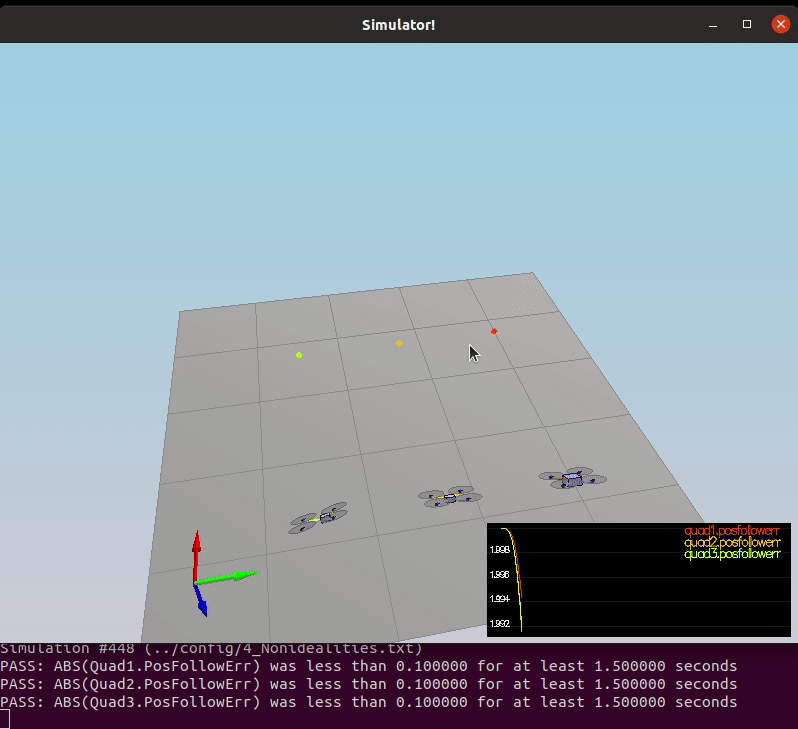 Simulator!
quad1.posfollowerr
quad2.posfollowerr
quad3.posfollowerr
1.998
1.996
1.994
1.992
Simulation #448 (../config/4_Nonidealities.txt)
PASS: ABS(Quad1.PosFollowErr) was less than 0.100000 for at least 1.500000 seconds
PASS: ABS(Quad2.PosFollowErr) was less than 0.100000 for at least 1.500000 seconds
PASS: ABS(Quad3.PosFollowErr) was less than 0.100000 for at least 1.500000 seconds